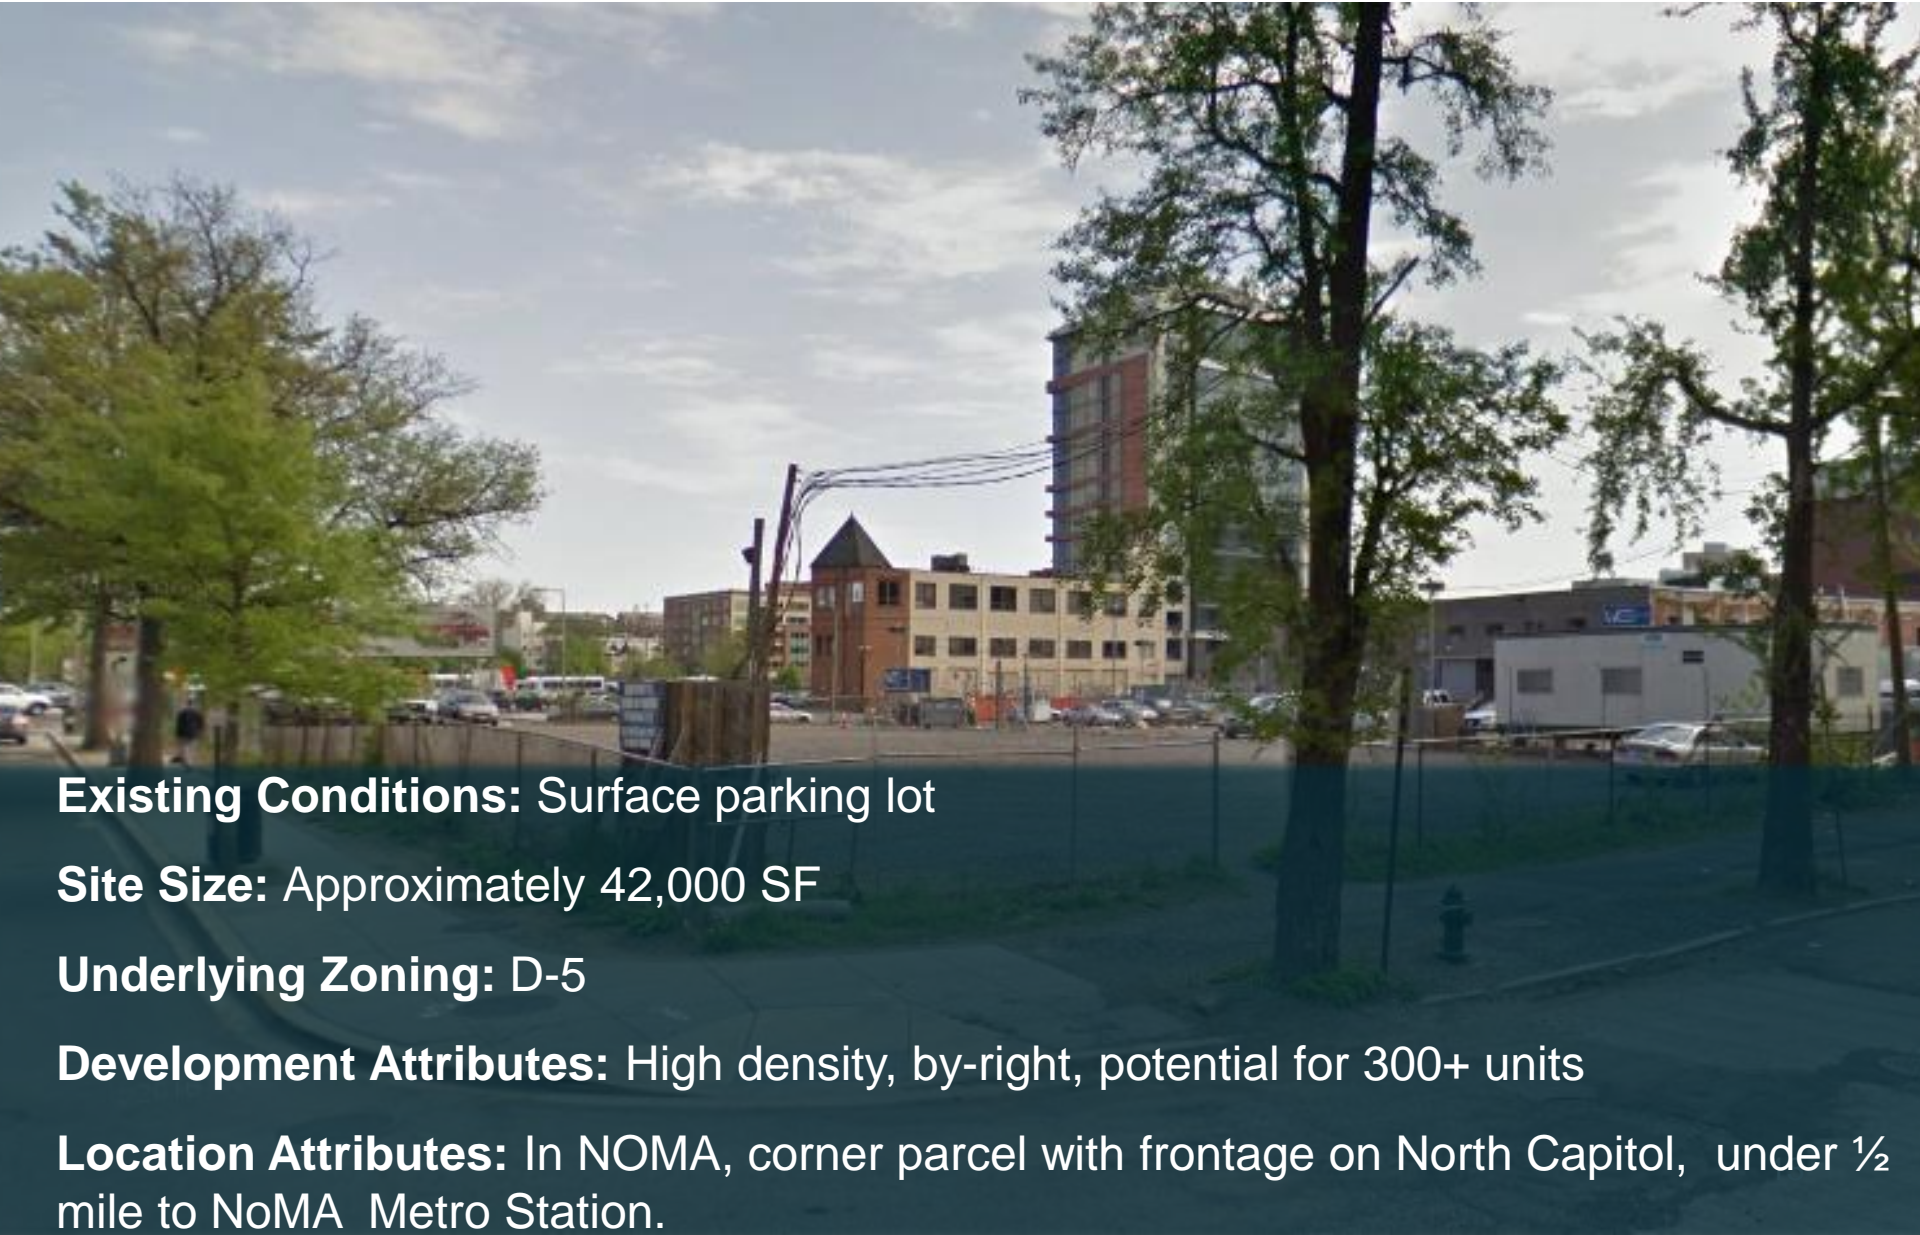 Existing Conditions: Surface parking lot
Site Size: Approximately 42,000 SF
Underlying Zoning: D-5
Development Attributes: High density, by-right, potential for 300+ units
Location Attributes: In NOMA, corner parcel with frontage on North Capitol, under ½
mile to NoMA Metro Station.